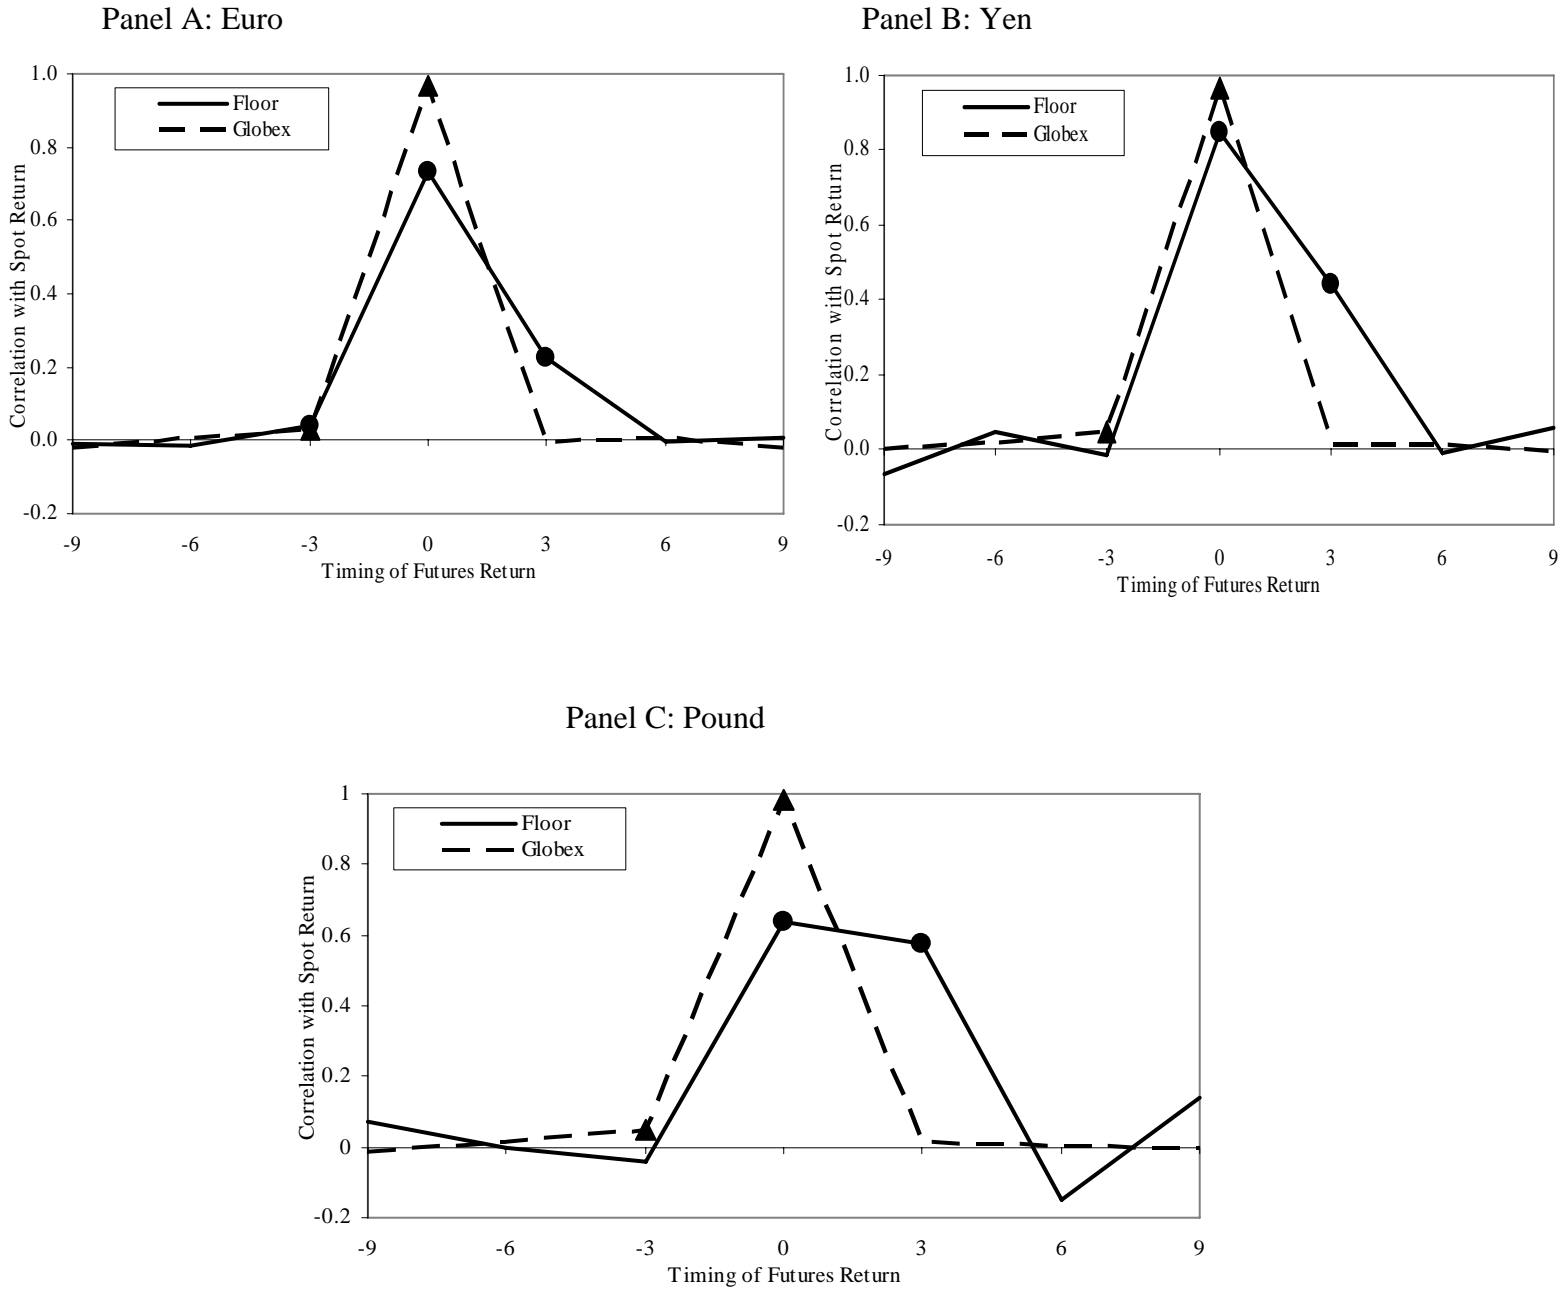 Panel A: Euro
Correlation with Spot Return
1.0
0.8
0.6
0.4
0.2
0.0
-0.2
Floor
Globex
-9 -6 -3 0 3 6 9
Timing of Futures Return
Panel B: Yen
Correlation with Spot Return
1.0
0.8
0.6
0.4
0.2
0.0
-0.2
Floor
Globex
-9 -6 -3 0 3 6 9
Timing of Futures Return
Panel C: Pound
Correlation with Spot Return
1
0.8
0.6
0.4
0.2
0
-0.2
Floor
Globex
-9 -6 -3 0 3 6 9
Timing of Futures Return